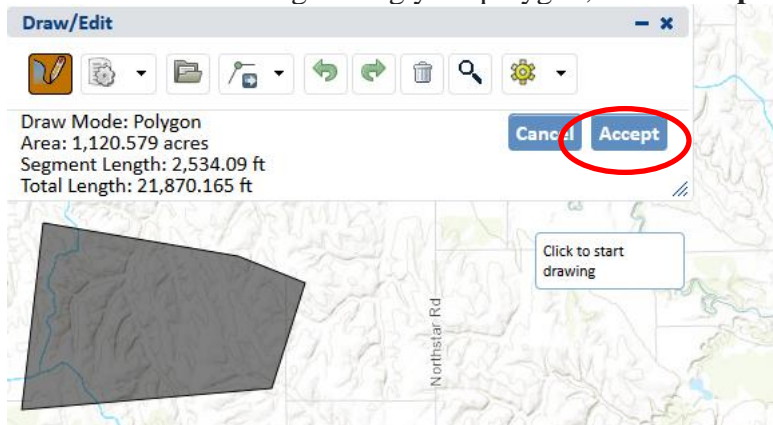 Draw/Edit
Draw Mode: Polygon
Area: 1,120.579 acres
Segment Length: 2,534.09 ft
Total Length: 21,870.165 ft
Cancel Accept
Click to start
drawing
Northstar Rd